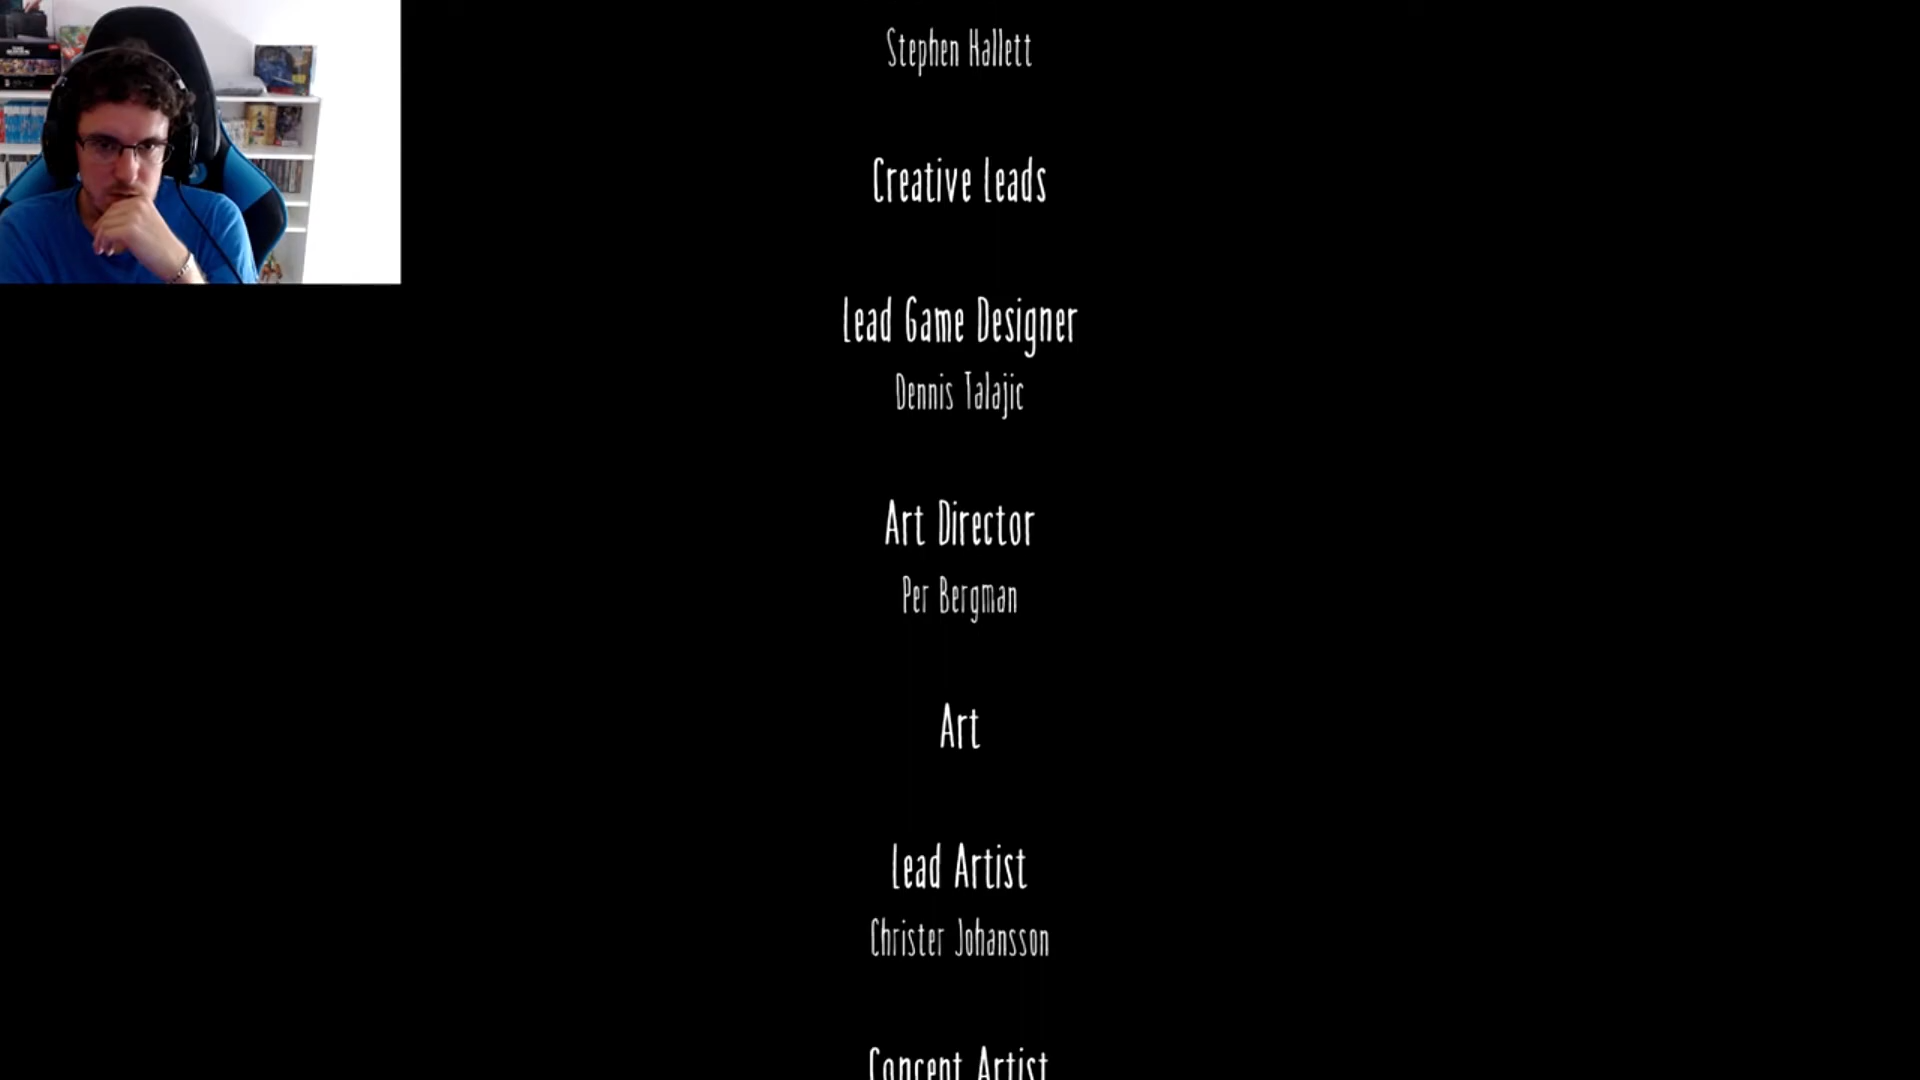 Stephen Hallett
Creative Leads
Lead Game Designer
Dennis Talajic
Art Director
Per Bergman
Art
Lead Artist
Christer Johansson
Concept Artist